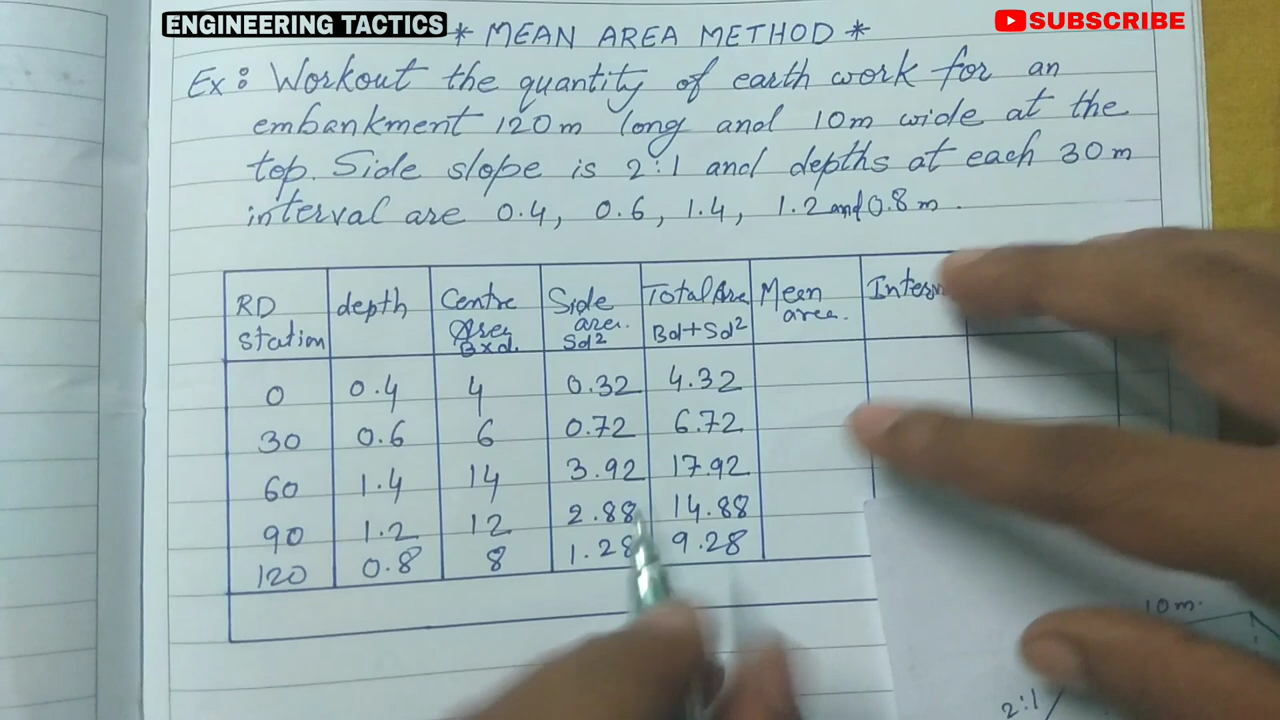 ENGINEERING TACTICS
SUBSCRIBE
* MEAN AREA METHOD *
Ex: Workout the quantity of earth work for an
embankment 120m long and 10m wide at the
top. Side slope is 2:1 and depths at each 30m
interval are 0.4, 0.6, 1.4, 1.2 and 0.8m.
RD station depth Centre Area Bxd. Side area. Sd² Total Are Bd+Sd² Meen area.
0 0.4 4 0.32 4.32
30 0.6 6 0.72 6.72
60 1.4 14 3.92 17.92
90 1.2 12 2.88 14.88
120 0.8 8 1.28 9.28
10m.
2:1